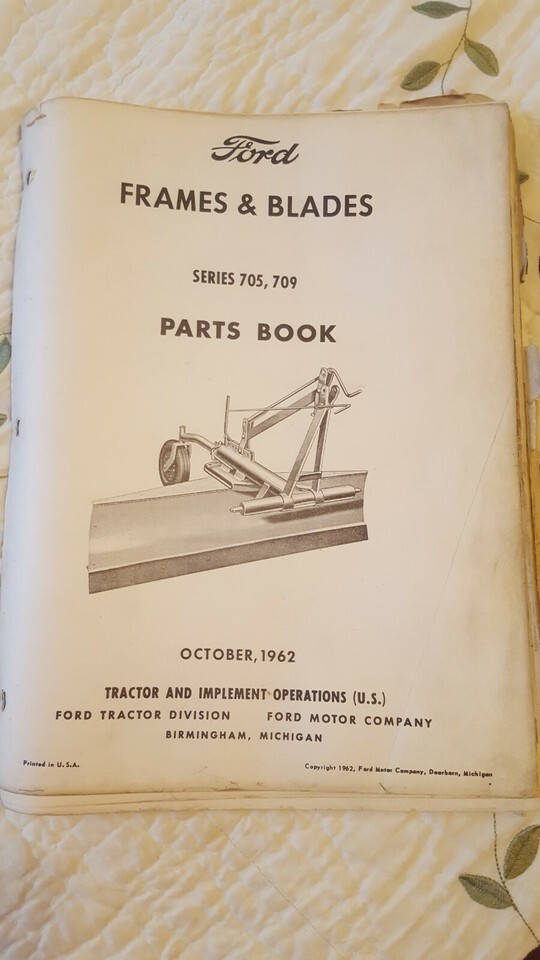 Ford
FRAMES & BLADES
SERIES 705, 709
PARTS BOOK
OCTOBER, 1962
TRACTOR AND IMPLEMENT OPERATIONS (U.S.)
FORD TRACTOR DIVISION FORD MOTOR COMPANY
BIRMINGHAM, MICHIGAN
Printed in U.S.A.
Copyright 1962, Ford Motor Company, Dearborn, Michigan